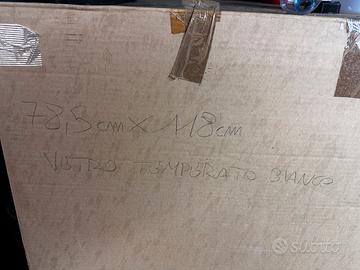 78,5cm X 118cm
VETRO TEMPERATO BIANCO
subito